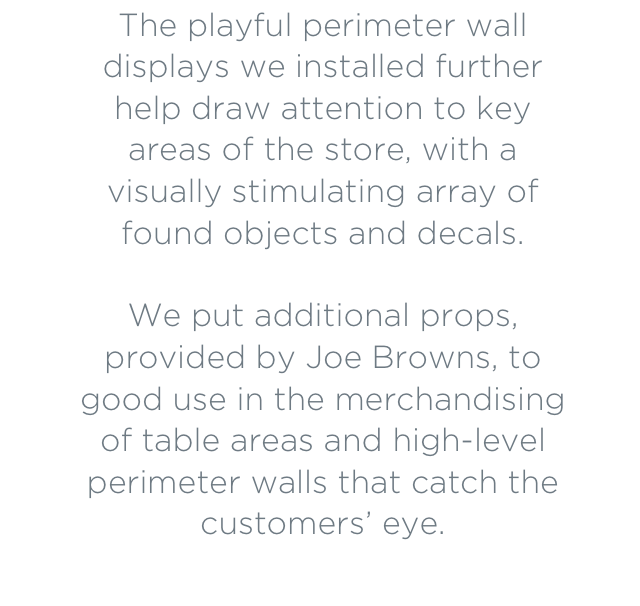 The playful perimeter wall
displays we installed further
help draw attention to key
areas of the store, with a
visually stimulating array of
found objects and decals.
We put additional props,
provided by Joe Browns, to
good use in the merchandising
of table areas and high-level
perimeter walls that catch the
customers’ eye.